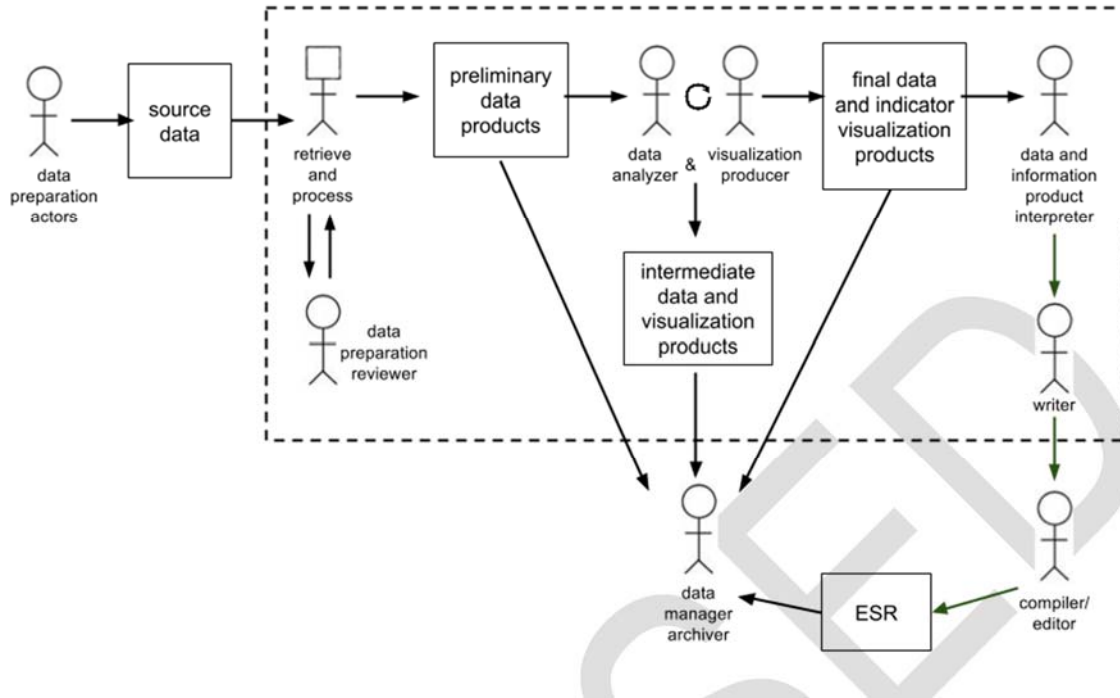 data
preparation
actors
source
data
retrieve
and
process
data
preparation
reviewer
preliminary
data
products
data
analyzer
&
visualization
producer
intermediate
data and
visualization
products
final data
and indicator
visualization
products
data and
information
product
interpreter
writer
compiler/
editor
ESR
data
manager
archiver